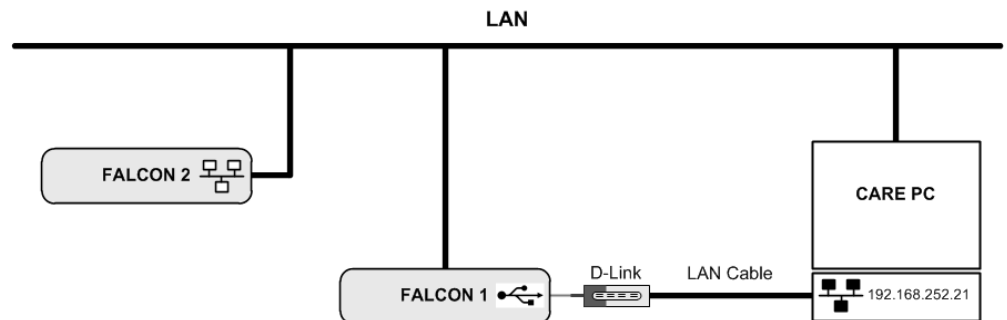 LAN
FALCON 2
CARE PC
D-Link
LAN Cable
FALCON 1
192.168.252.21